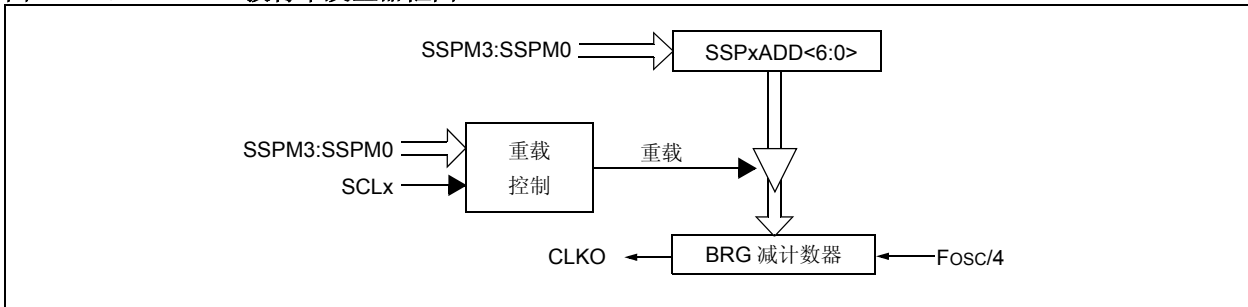 SSPM3:SSPM0
SSPxADD<6:0>
SSPM3:SSPM0
SCLx
重载
控制
重载
CLKO
BRG 减计数器
Fosc/4